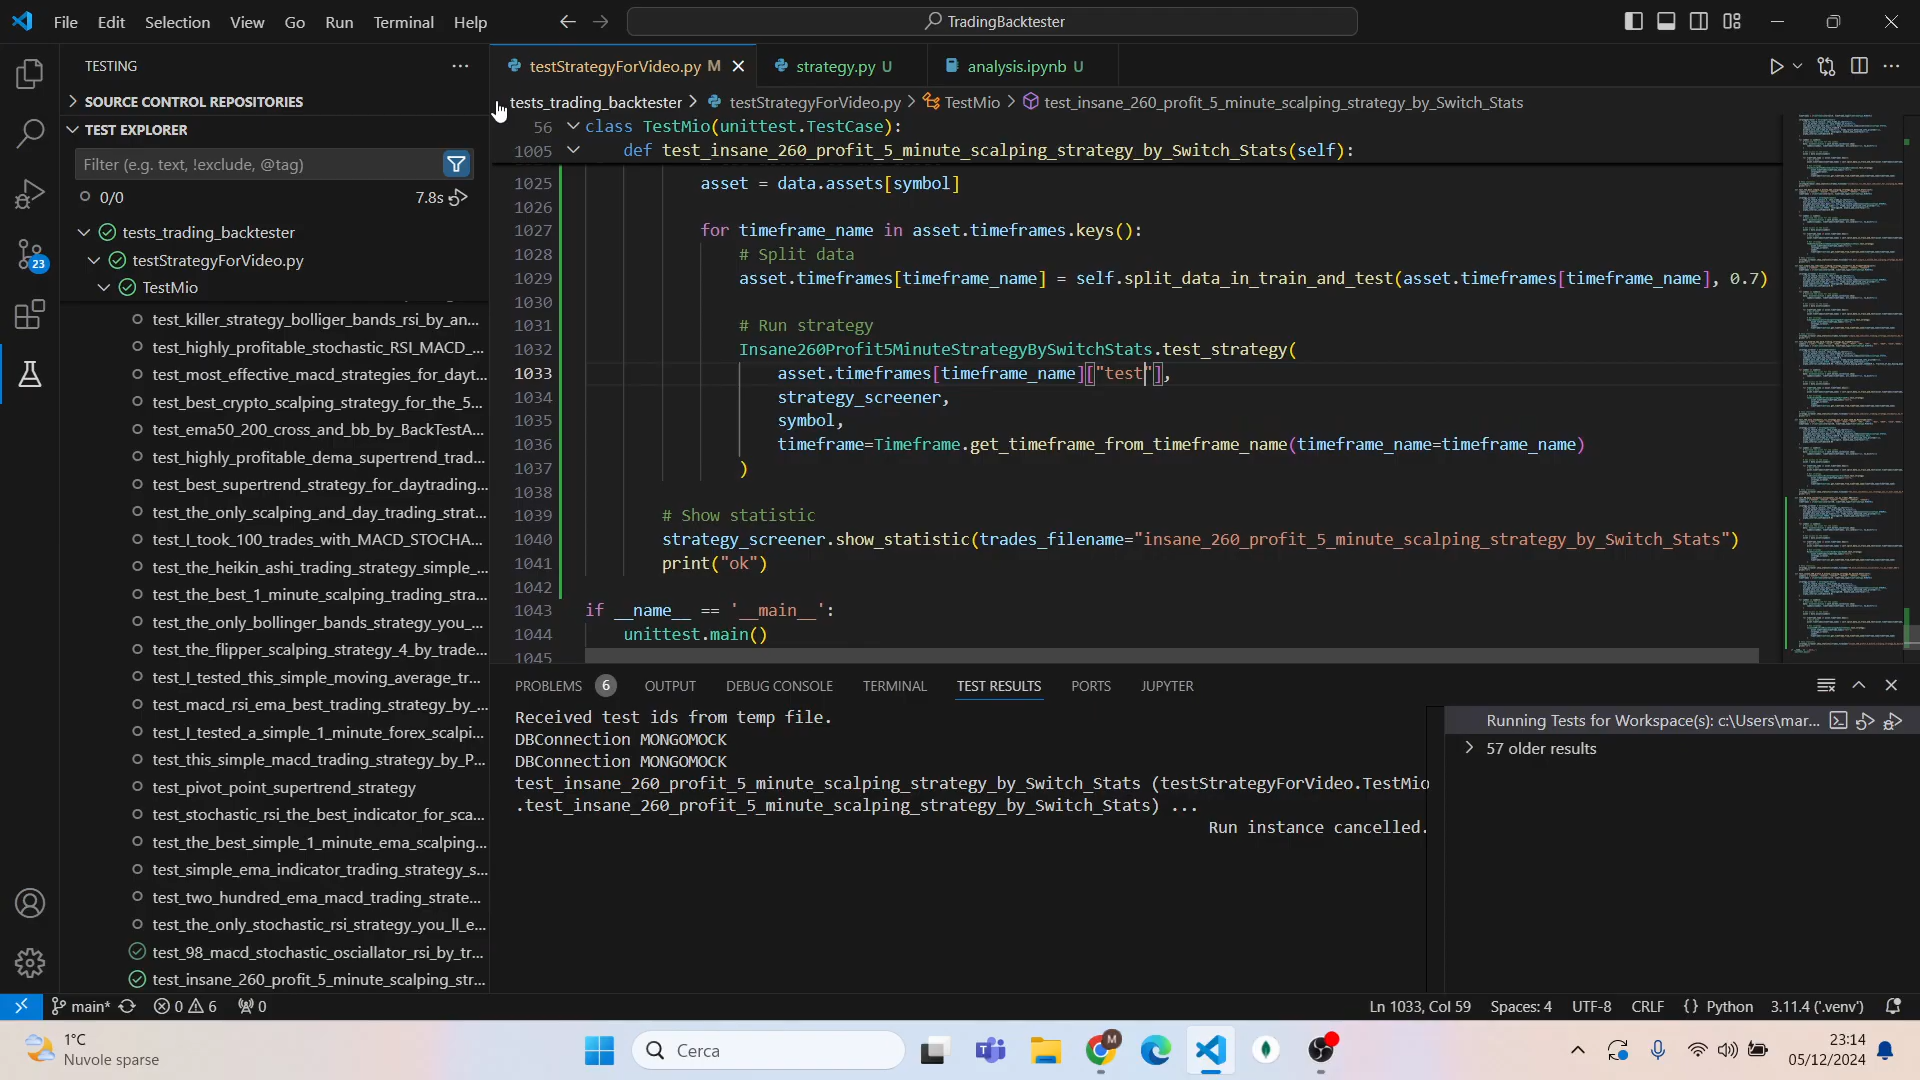 File Edit Selection View Go Run Terminal Help
TradingBacktester
TESTING
SOURCE CONTROL REPOSITORIES
TEST EXPLORER
Filter (e.g. text, !exclude, @tag)
0/0 7.8s
tests_trading_backtester
testStrategyForVideo.py
TestMio
test_killer_strategy_bolliger_bands_rsi_by_an...
test_highly_profitable_stochastic_RSI_MACD_...
test_most_effective_macd_strategies_for_dayt...
test_best_crypto_scalping_strategy_for_the_5...
test_ema50_200_cross_and_bb_by_BackTestA...
test_highly_profitable_dema_supertrend_trad...
test_best_supertrend_strategy_for_daytrading...
test_the_only_scalping_and_day_trading_strat...
test_I_took_100_trades_with_MACD_STOCHA...
test_the_heikin_ashi_trading_strategy_simple_...
test_the_best_1_minute_scalping_trading_stra...
test_the_only_bollinger_bands_strategy_you_...
test_the_flipper_scalping_strategy_4_by_trade...
test_I_tested_this_simple_moving_average_tr...
test_macd_rsi_ema_best_trading_strategy_by_...
test_I_tested_a_simple_1_minute_forex_scalpi...
test_this_simple_macd_trading_strategy_by_P...
test_pivot_point_supertrend_strategy
test_stochastic_rsi_the_best_indicator_for_sca...
test_the_best_simple_1_minute_ema_scalping...
test_simple_ema_indicator_trading_strategy_s...
test_two_hundred_ema_macd_trading_strate...
test_the_only_stochastic_rsi_strategy_you_ll_e...
test_98_macd_stochastic_osciallator_rsi_by_tr...
test_insane_260_profit_5_minute_scalping_str...
testStrategyForVideo.py M strategy.py U analysis.ipynb U
tests_trading_backtester > testStrategyForVideo.py > TestMio > test_insane_260_profit_5_minute_scalping_strategy_by_Switch_Stats
56 class TestMio(unittest.TestCase):
1005 def test_insane_260_profit_5_minute_scalping_strategy_by_Switch_Stats(self):
1025 asset = data.assets[symbol]
1026
1027 for timeframe_name in asset.timeframes.keys():
1028 # Split data
1029 asset.timeframes[timeframe_name] = self.split_data_in_train_and_test(asset.timeframes[timeframe_name], 0.7)
1030
1031 # Run strategy
1032 Insane260Profit5MinuteStrategyBySwitchStats.test_strategy(
1033 asset.timeframes[timeframe_name]["test"],
1034 strategy_screener,
1035 symbol,
1036 timeframe=Timeframe.get_timeframe_from_timeframe_name(timeframe_name=timeframe_name)
1037 )
1038
1039 # Show statistic
1040 strategy_screener.show_statistic(trades_filename="insane_260_profit_5_minute_scalping_strategy_by_Switch_Stats")
1041 print("ok")
1042
1043 if __name__ == '__main__':
1044 unittest.main()
1045
PROBLEMS 6 OUTPUT DEBUG CONSOLE TERMINAL TEST RESULTS PORTS JUPYTER
Received test ids from temp file.
DBConnection MONGOMOCK
DBConnection MONGOMOCK
test_insane_260_profit_5_minute_scalping_strategy_by_Switch_Stats (testStrategyForVideo.TestMio
.test_insane_260_profit_5_minute_scalping_strategy_by_Switch_Stats) ...
Run instance cancelled.
Running Tests for Workspace(s): c:\Users\mar...
57 older results
23
main* 0 6 0
Ln 1033, Col 59 Spaces: 4 UTF-8 CRLF {} Python 3.11.4 ('.venv')
1°C
Nuvole sparse
Cerca
M
23:14
05/12/2024